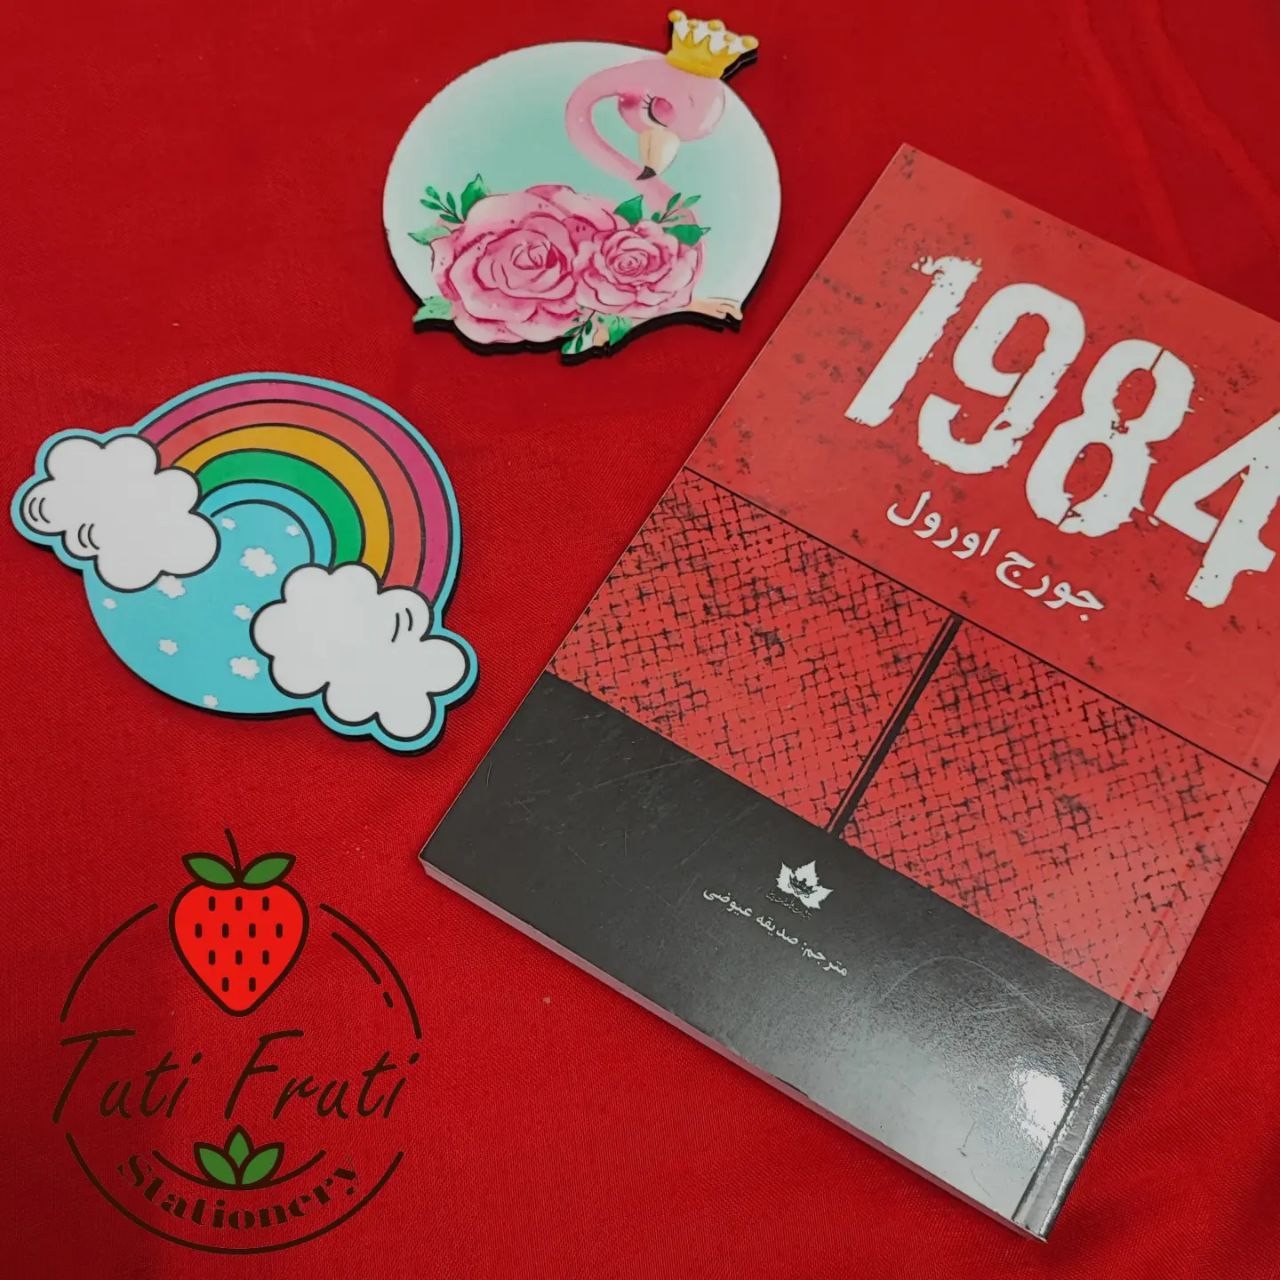 1984
جورج اورول
مترجم: صدیقه عیوضی
Tuti Fruti
Stationery